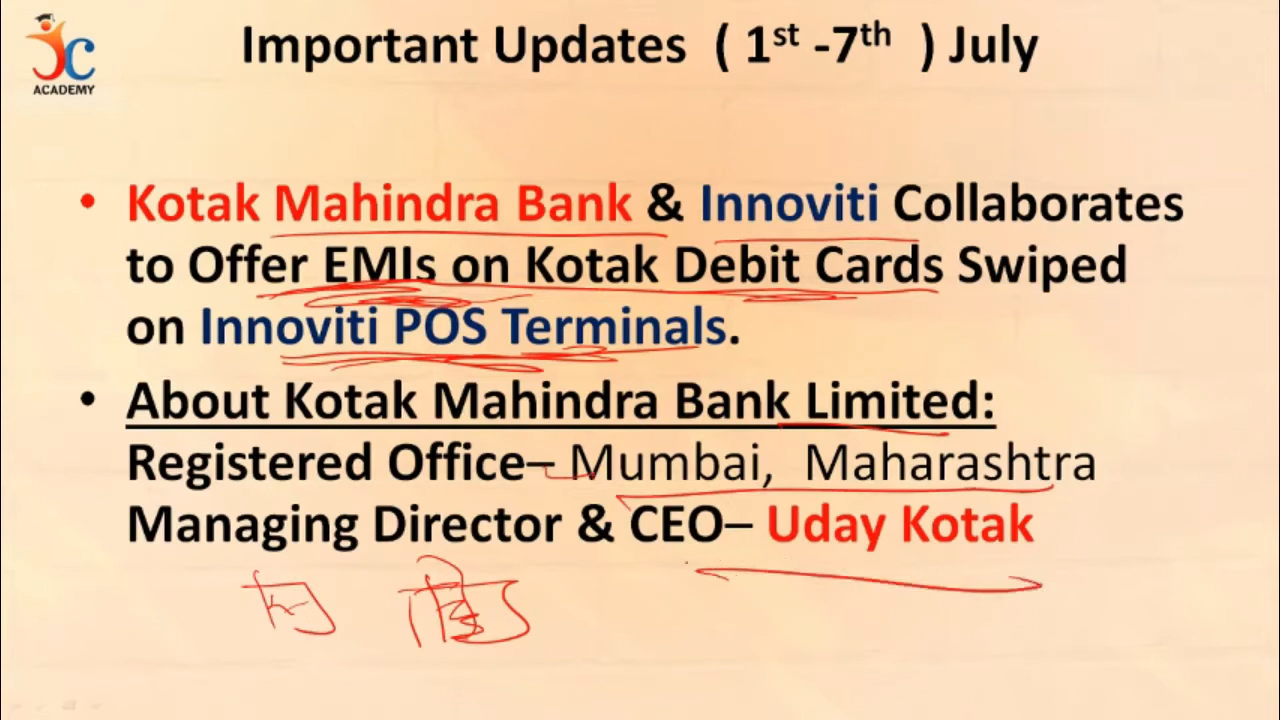 JC
ACADEMY
Important Updates ( 1st -7th ) July
• Kotak Mahindra Bank & Innoviti Collaborates
to Offer EMIs on Kotak Debit Cards Swiped
on Innoviti POS Terminals.
• About Kotak Mahindra Bank Limited:
Registered Office– Mumbai, Maharashtra
Managing Director & CEO– Uday Kotak